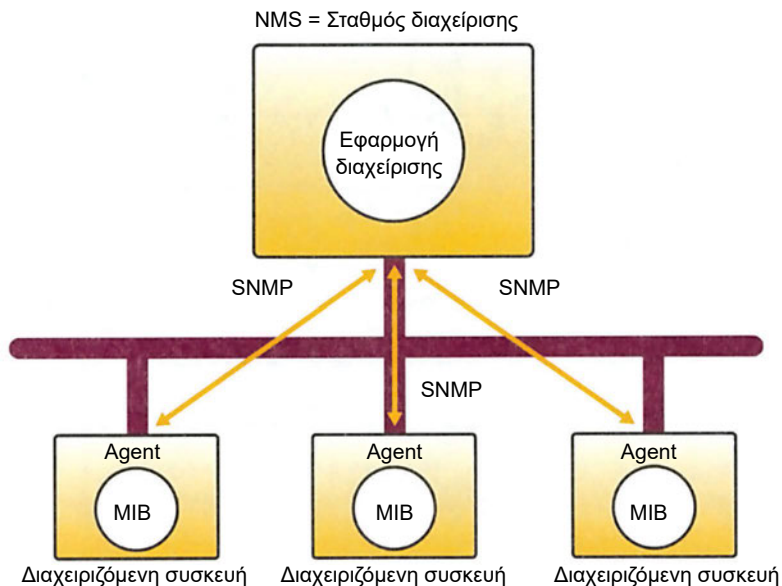 NMS = Σταθμός διαχείρισης
Εφαρμογή
διαχείρισης
SNMP
SNMP
SNMP
Agent
Agent
Agent
MIB
MIB
MIB
Διαχειριζόμενη συσκευή
Διαχειριζόμενη συσκευή
Διαχειριζόμενη συσκευή